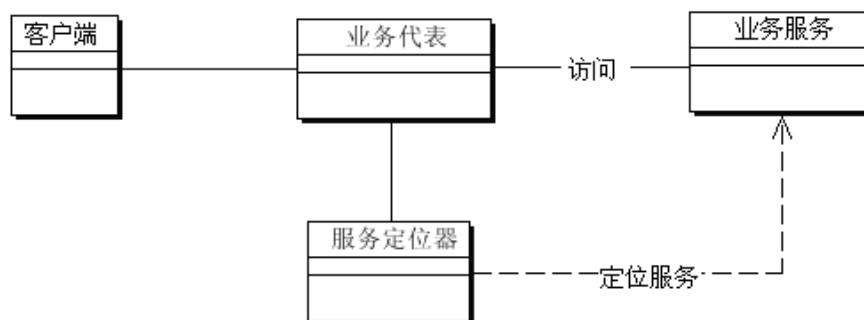 客户端
业务代表
业务服务
访问
服务定位器
定位服务